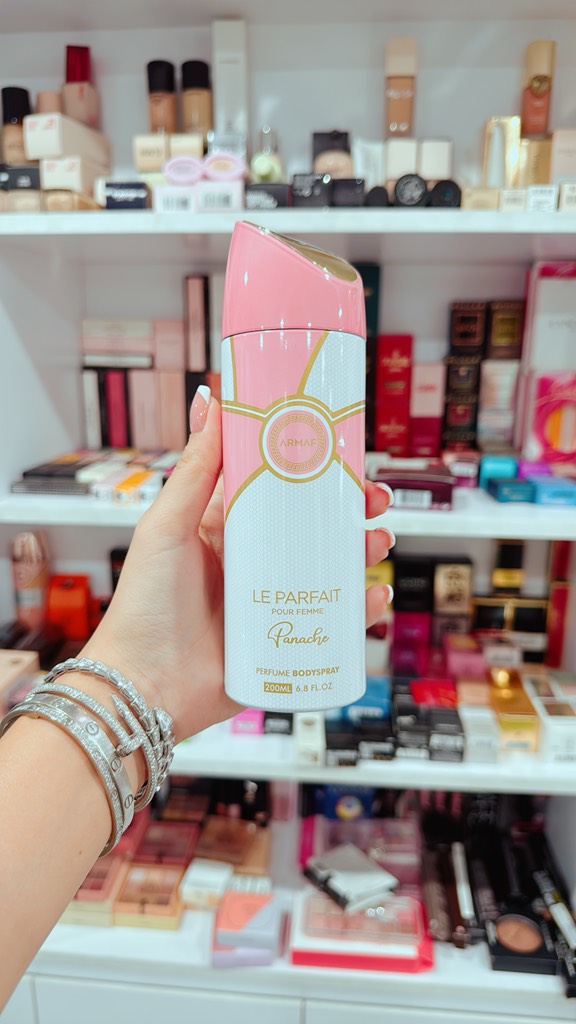 ARMAF
LE PARFAIT
POUR FEMME
Panache
PERFUME BODYSPRAY
200ML 6.8 FL.OZ